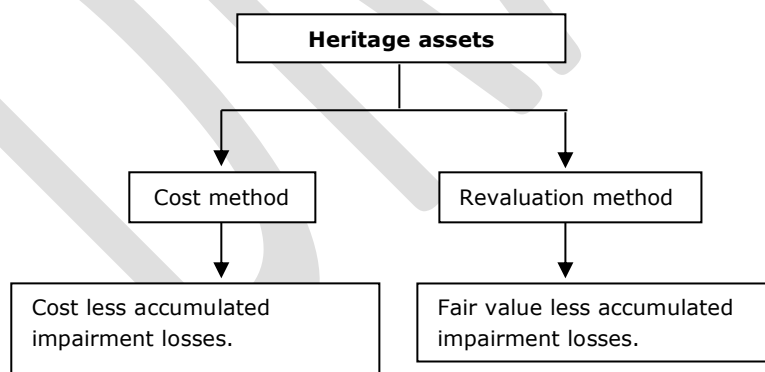 Heritage assets
Cost method
Revaluation method
Cost less accumulated
impairment losses.
Fair value less accumulated
impairment losses.